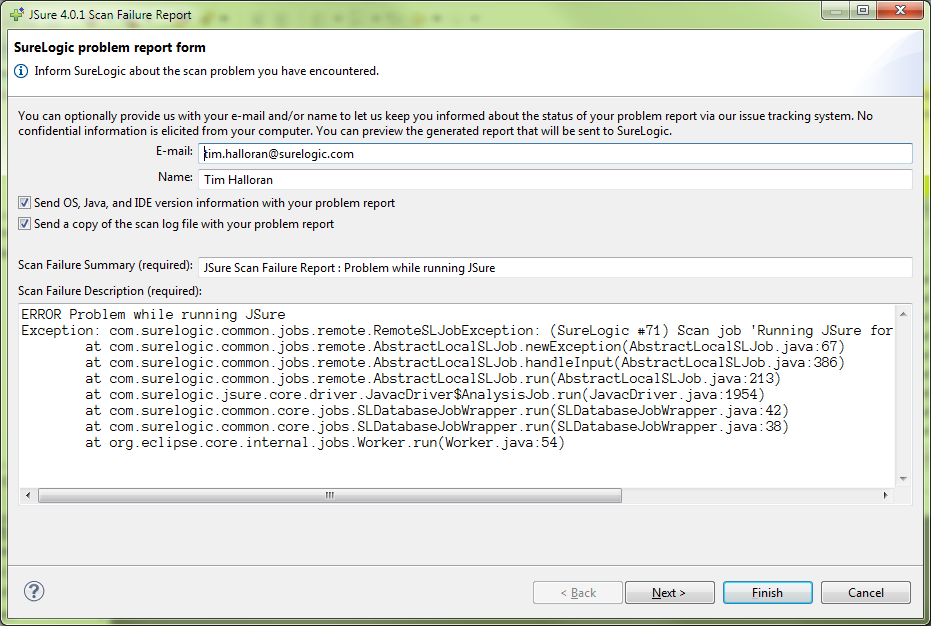 JSure 4.0.1 Scan Failure Report
SureLogic problem report form
Inform SureLogic about the scan problem you have encountered.
You can optionally provide us with your e-mail and/or name to let us keep you informed about the status of your problem report via our issue tracking system. No
confidential information is elicited from your computer. You can preview the generated report that will be sent to SureLogic.
E-mail: tim.halloran@surelogic.com
Name: Tim Halloran
Send OS, Java, and IDE version information with your problem report
Send a copy of the scan log file with your problem report
Scan Failure Summary (required): JSure Scan Failure Report : Problem while running JSure
Scan Failure Description (required):
ERROR Problem while running JSure
Exception: com.surelogic.common.jobs.remote.RemoteSLJobException: (SureLogic #71) Scan job 'Running JSure for
at com.surelogic.common.jobs.remote.AbstractLocalSLJob.newException(AbstractLocalSLJob.java:67)
at com.surelogic.common.jobs.remote.AbstractLocalSLJob.handleInput(AbstractLocalSLJob.java:386)
at com.surelogic.common.jobs.remote.AbstractLocalSLJob.run(AbstractLocalSLJob.java:213)
at com.surelogic.jsure.core.driver.JavacDriver$AnalysisJob.run(JavacDriver.java:1954)
at com.surelogic.common.core.jobs.SLDatabaseJobWrapper.run(SLDatabaseJobWrapper.java:42)
at com.surelogic.common.core.jobs.SLDatabaseJobWrapper.run(SLDatabaseJobWrapper.java:38)
at org.eclipse.core.internal.jobs.Worker.run(Worker.java:54)
? < Back Next > Finish Cancel